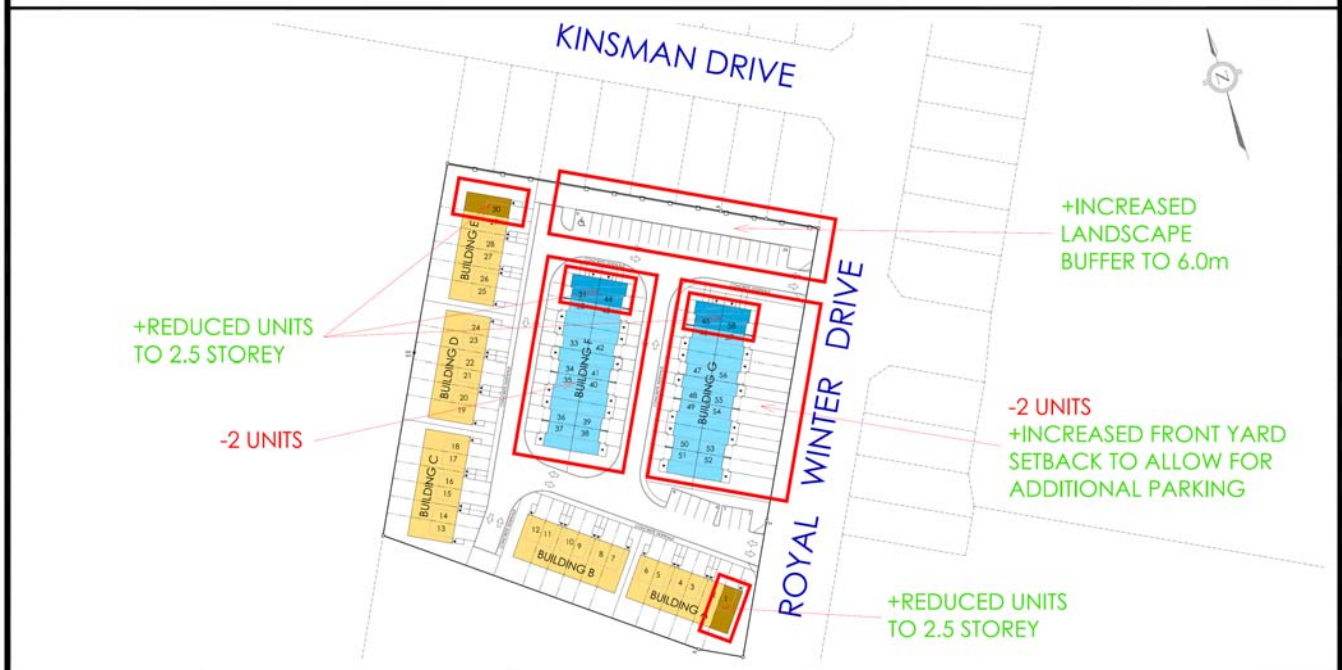 KINSMAN DRIVE
Z
+INCREASED
LANDSCAPE
BUFFER TO 6.0m
BUILDING E
30
28
27
26
25
+REDUCED UNITS
TO 2.5 STOREY
BUILDING D
24
23
22
21
20
19
-2 UNITS
BUILDING C
18
17
16
15
14
13
BUILDING F
31
44
33
42
34
41
35
40
36
39
37
38
BUILDING G
45
58
47
56
48
55
49
54
50
53
51
52
ROYAL WINTER DRIVE
-2 UNITS
+INCREASED FRONT YARD
SETBACK TO ALLOW FOR
ADDITIONAL PARKING
12 11 10 9 8 7
BUILDING B
6 5 4 3
BUILDING
1
+REDUCED UNITS
TO 2.5 STOREY